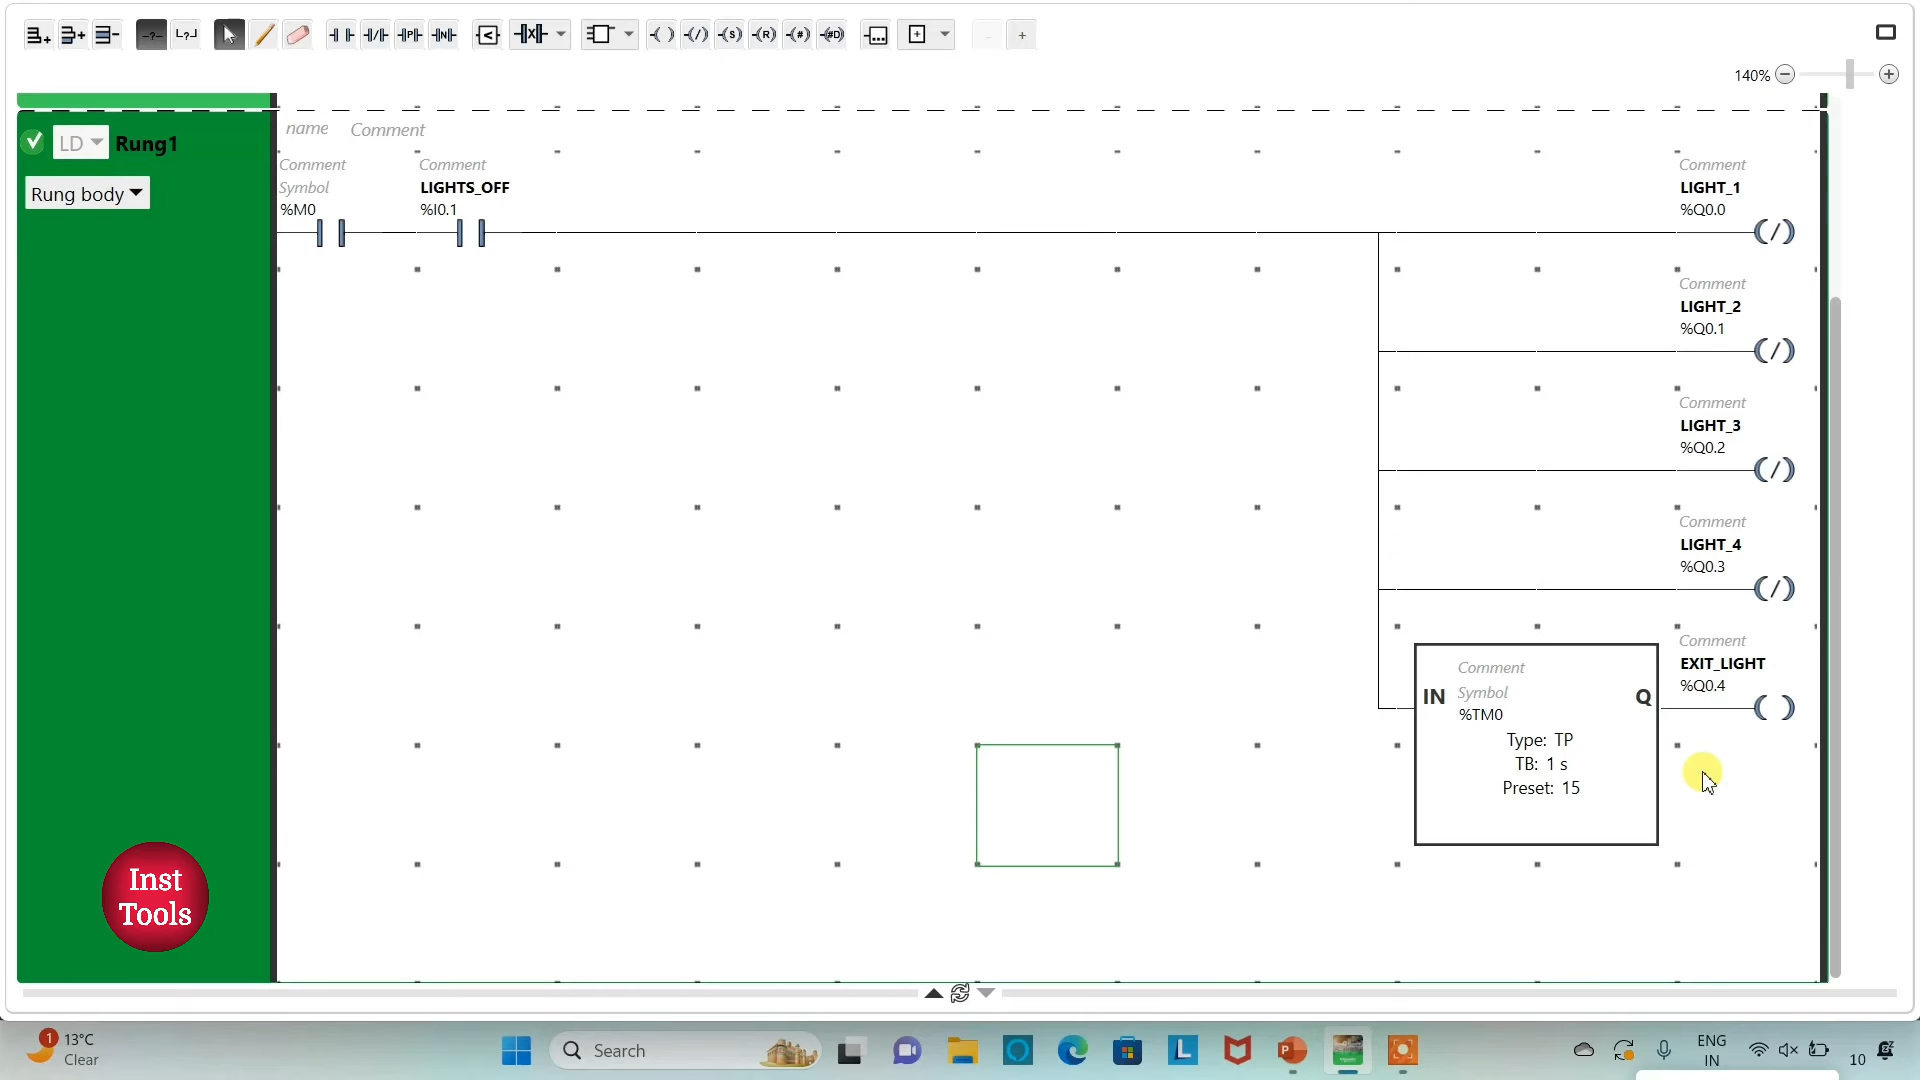 140%
LD
Rung1
name Comment
Rung body
Comment
Symbol
%M0
Comment
LIGHTS_OFF
%I0.1
Comment
LIGHT_1
%Q0.0
Comment
LIGHT_2
%Q0.1
Comment
LIGHT_3
%Q0.2
Comment
LIGHT_4
%Q0.3
Comment
EXIT_LIGHT
%Q0.4
Comment
IN Symbol Q
%TM0
Type: TP
TB: 1 s
Preset: 15
Inst
Tools
1
13°C
Clear
Search
ENG
IN
10